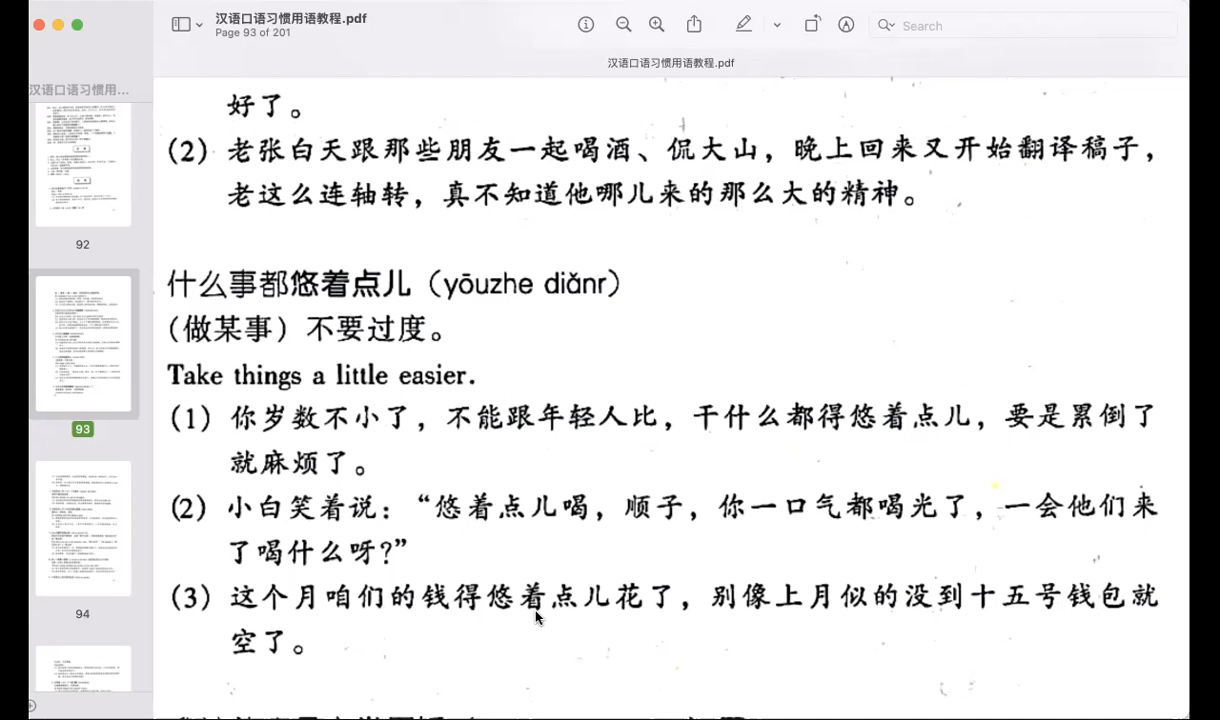 汉语口语习惯用语教程.pdf
Page 93 of 201
Search
汉语口语习惯用语教程.pdf
汉语口语习惯用...
92
93
94
好了。
(2) 老张白天跟那些朋友一起喝酒、侃大山，晚上回来又开始翻译稿子，
老这么连轴转，真不知道他哪儿来的那么大的精神。
什么事都悠着点儿（yōuzhe diǎnr）
（做某事）不要过度。
Take things a little easier.
(1) 你岁数不小了，不能跟年轻人比，干什么都得悠着点儿，要是累倒了
就麻烦了。
(2) 小白笑着说：“悠着点儿喝，顺子，你一口气都喝光了，一会他们来
了喝什么呀?”
(3) 这个月咱们的钱得悠着点儿花了，别像上月似的没到十五号钱包就
空了。